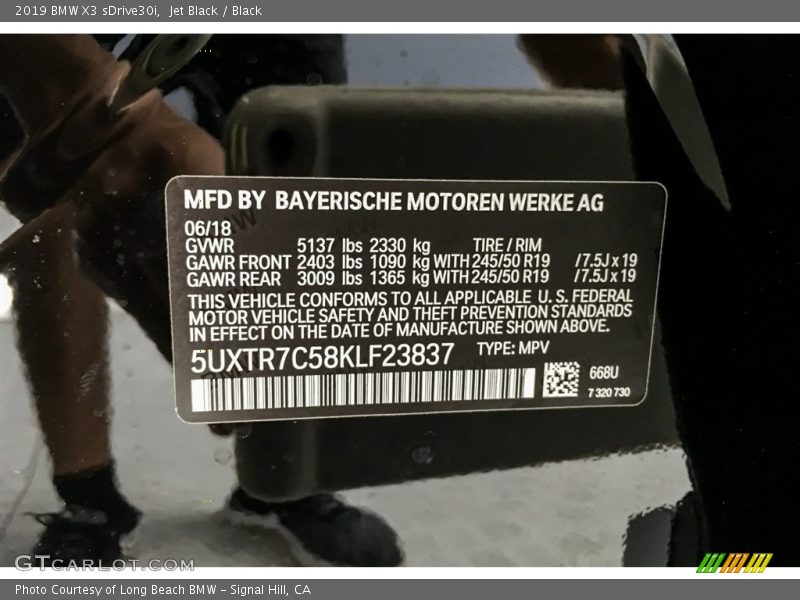 2019 BMW X3 sDrive30i, Jet Black / Black
MFD BY BAYERISCHE MOTOREN WERKE AG
06/18
GVWR 5137 lbs 2330 kg TIRE / RIM
GAWR FRONT 2403 lbs 1090 kg WITH 245/50 R19 /7.5J x 19
GAWR REAR 3009 lbs 1365 kg WITH 245/50 R19 /7.5J x 19
THIS VEHICLE CONFORMS TO ALL APPLICABLE U. S. FEDERAL
MOTOR VEHICLE SAFETY AND THEFT PREVENTION STANDARDS
IN EFFECT ON THE DATE OF MANUFACTURE SHOWN ABOVE.
5UXTR7C58KLF23837 TYPE: MPV
668U
7 320 730
GTCARLOT.COM
Photo Courtesy of Long Beach BMW - Signal Hill, CA